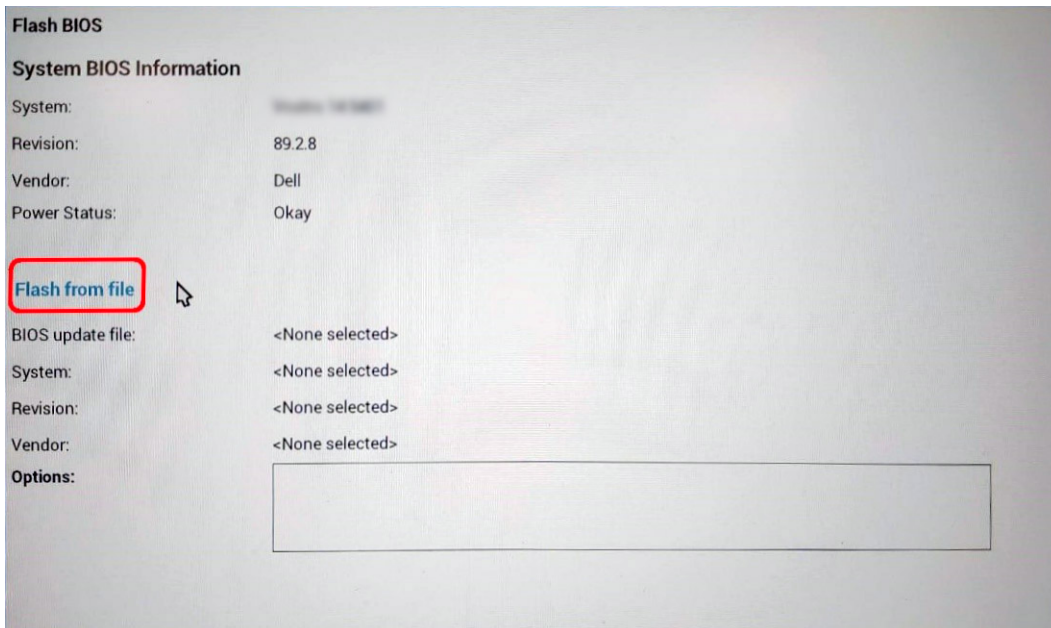 Flash BIOS
System BIOS Information
System:
Revision: 89.2.8
Vendor: Dell
Power Status: Okay
Flash from file
BIOS update file: <None selected>
System: <None selected>
Revision: <None selected>
Vendor: <None selected>
Options: